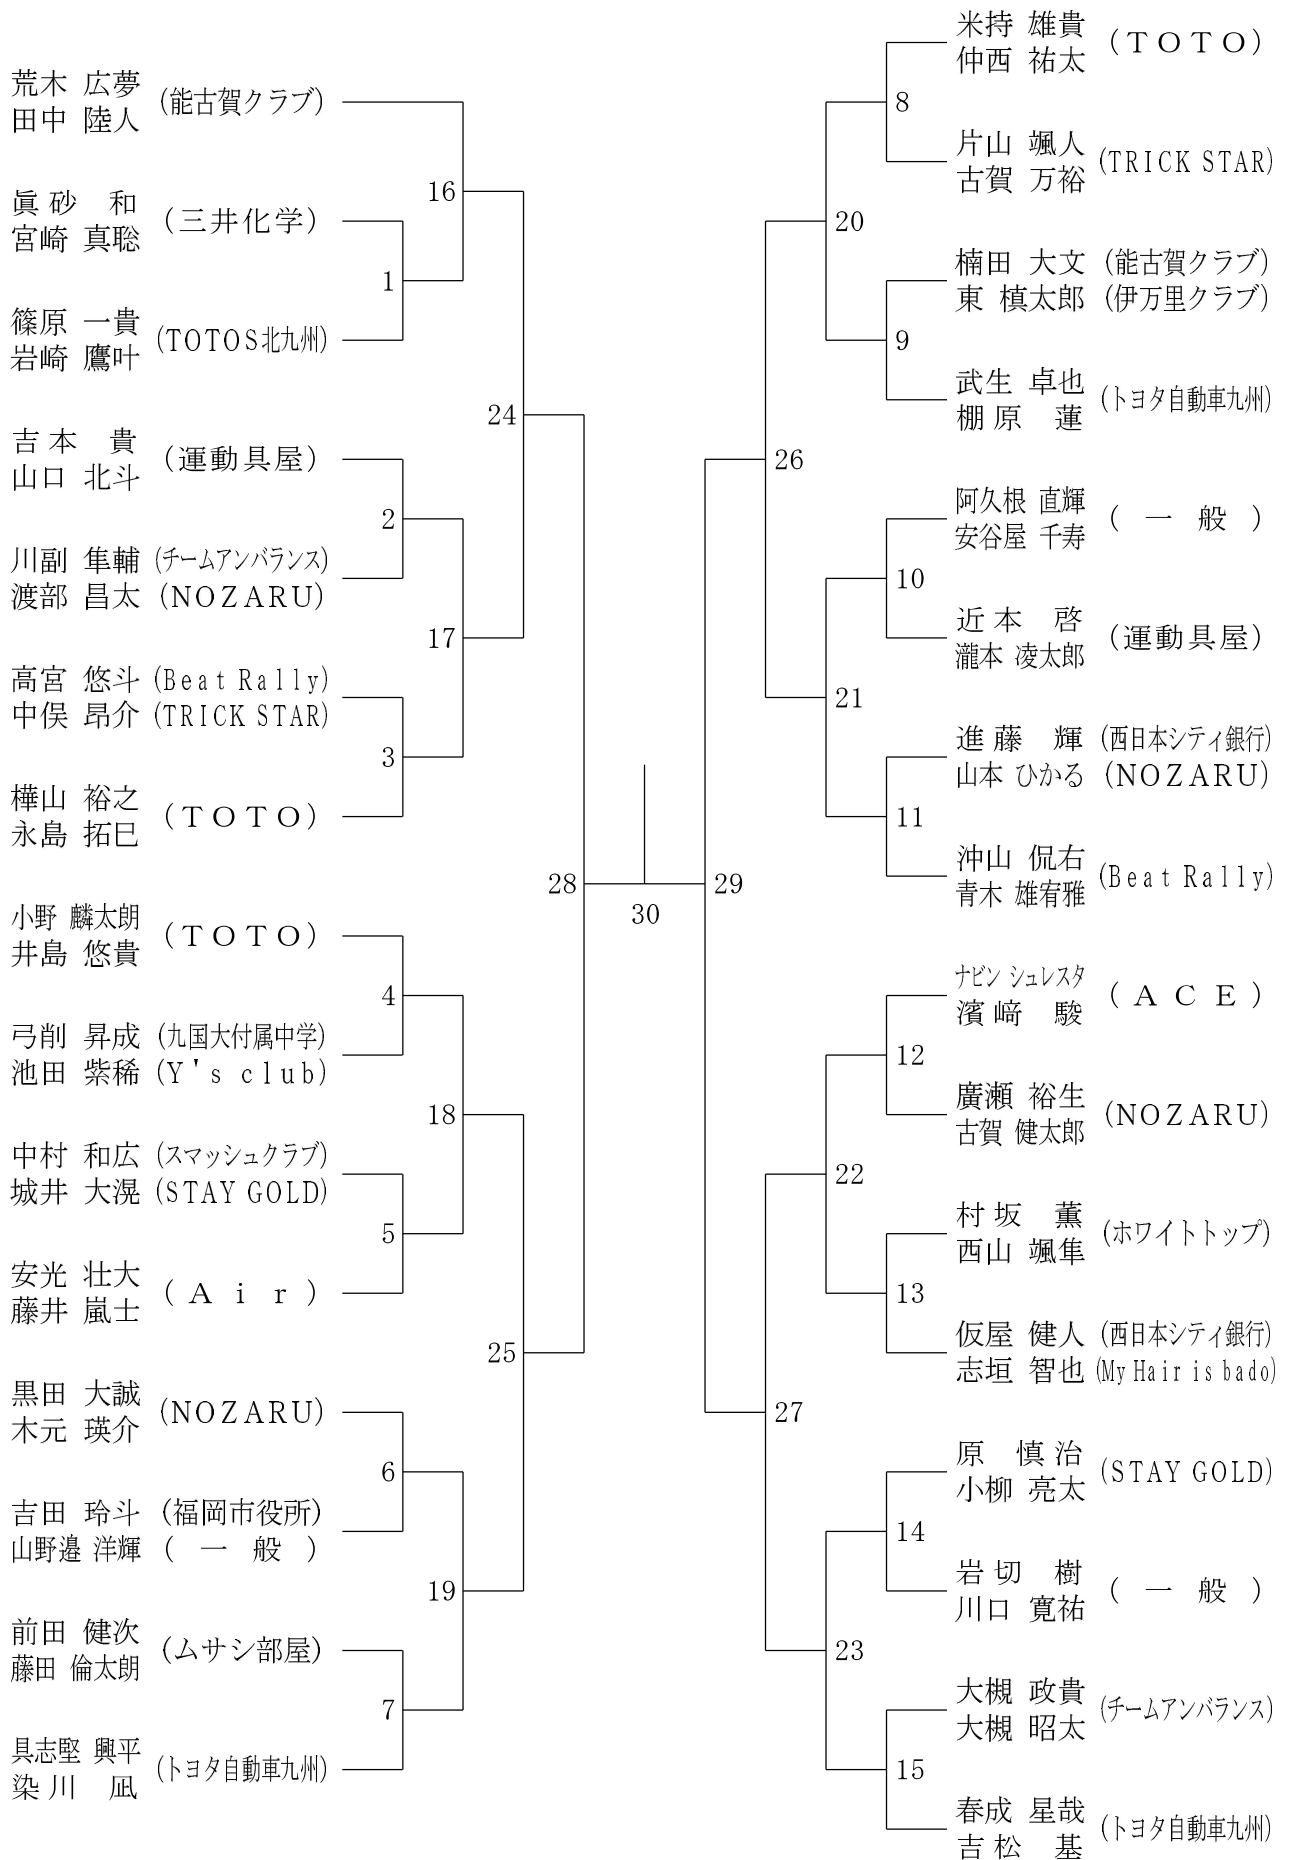 荒木 広夢
田中 陸人
(能古賀クラブ)
眞砂 和
宮崎 真聡
(三井化学)
篠原 一貴
岩崎 鷹叶
(TOTOS北九州)
吉本 貴
山口 北斗
(運動具屋)
川副 隼輔 (チームアンバランス)
渡部 昌太 (NOZARU)
高宮 悠斗 (Beat Rally)
中俣 昂介 (TRICK STAR)
樺山 裕之
永島 拓巳
(TOTO)
小野 麟太朗
井島 悠貴
(TOTO)
弓削 昇成 (九国大付属中学)
池田 紫稀 (Y's club)
中村 和広 (スマッシュクラブ)
城井 大滉 (STAY GOLD)
安光 壮大
藤井 嵐士
(Air)
黒田 大誠
木元 瑛介
(NOZARU)
吉田 玲斗 (福岡市役所)
山野邉 洋輝 (一般)
前田 健次
藤田 倫太朗
(ムサシ部屋)
具志堅 興平
染川 凪
(トヨタ自動車九州)
1
2
3
4
5
6
7
16
17
18
19
24
25
28
30
29
26
27
20
21
22
23
8
9
10
11
12
13
14
15
米持 雄貴
仲西 祐太
(TOTO)
片山 颯人
古賀 万裕
(TRICK STAR)
楠田 大文 (能古賀クラブ)
東 槙太郎 (伊万里クラブ)
武生 卓也
棚原 蓮
(トヨタ自動車九州)
阿久根 直輝
安谷屋 千寿
(一般)
近本 啓
瀧本 凌太郎
(運動具屋)
進藤 輝 (西日本シティ銀行)
山本 ひかる (NOZARU)
沖山 侃右
青木 雄宥雅
(Beat Rally)
ナビン シュレスタ
濱﨑 駿
(ACE)
廣瀬 裕生
古賀 健太郎
(NOZARU)
村坂 薫
西山 颯隼
(ホワイトトップ)
仮屋 健人 (西日本シティ銀行)
志垣 智也 (My Hair is bado)
原 慎治
小柳 亮太
(STAY GOLD)
岩切 樹
川口 寛祐
(一般)
大槻 政貴
大槻 昭太
(チームアンバランス)
春成 星哉
吉松 基
(トヨタ自動車九州)